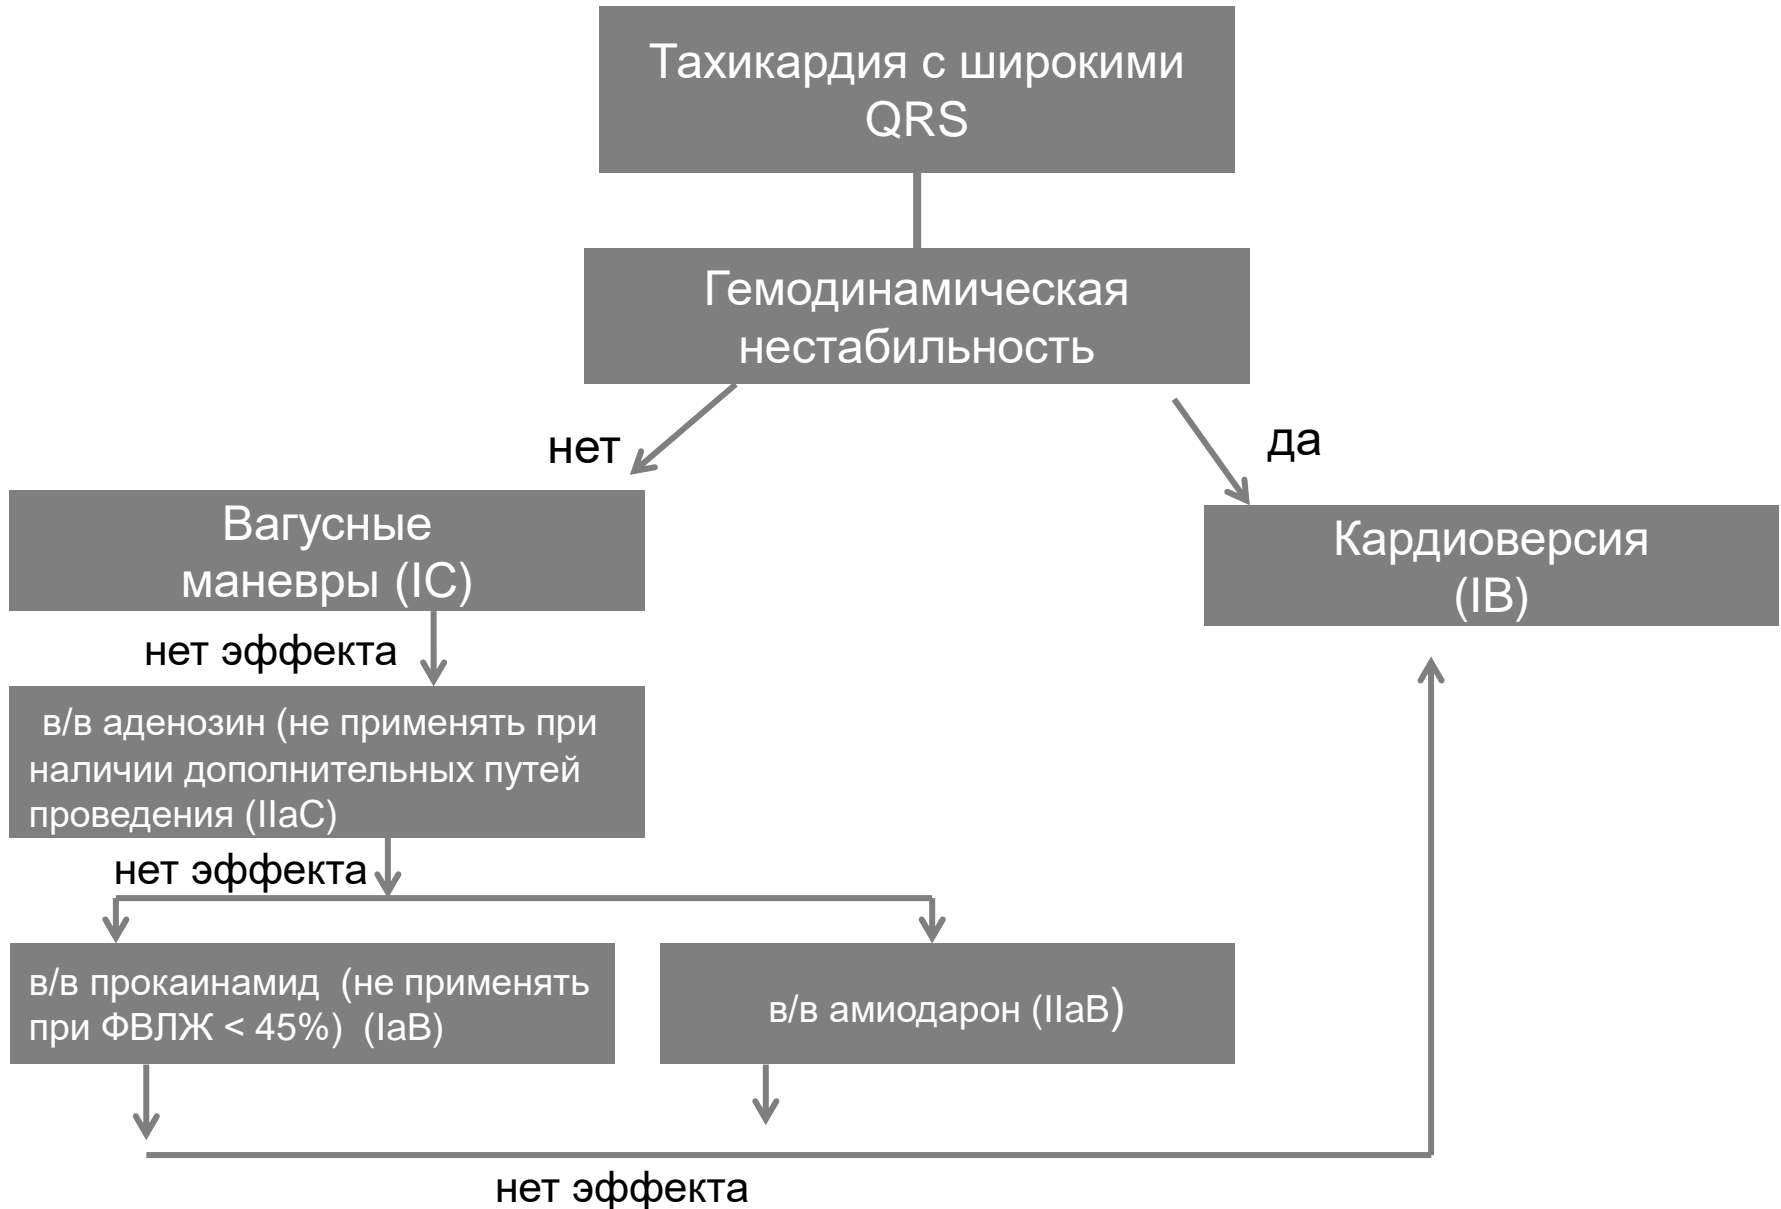 Тахикардия с широкими
QRS
Гемодинамическая
нестабильность
нет
да
Вагусные
маневры (IC)
Кардиоверсия
(IB)
нет эффекта
в/в аденозин (не применять при
наличии дополнительных путей
проведения (IIaC)
нет эффекта
в/в прокаинамид (не применять
при ФВЛЖ < 45%) (IaB)
в/в амиодарон (IIaB)
нет эффекта